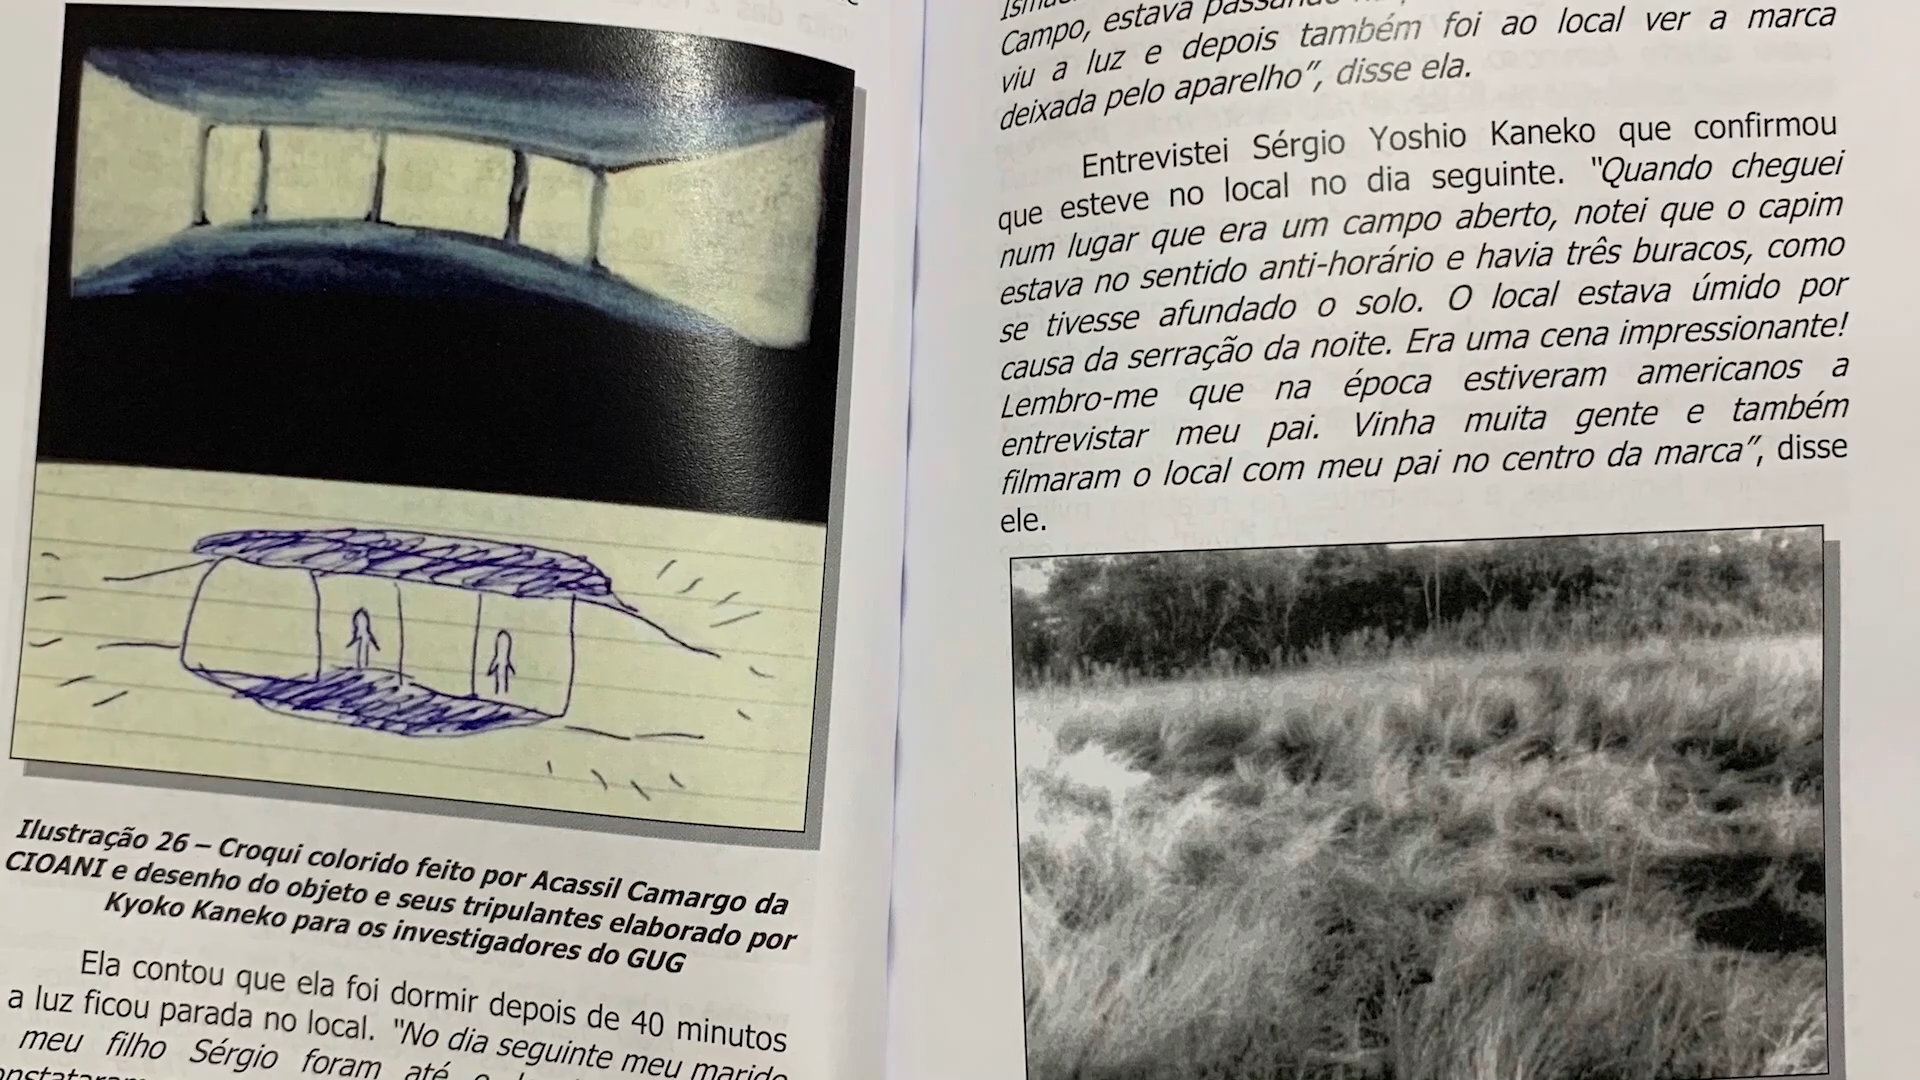 Ilustração 26 – Croqui colorido feito por Acassil Camargo da
CIOANI e desenho do objeto e seus tripulantes elaborado por
Kyoko Kaneko para os investigadores do GUG
Ela contou que ela foi dormir depois de 40 minutos
a luz ficou parada no local. "No dia seguinte meu marido
meu filho Sérgio foram até o
Campo, estava
viu a luz e depois também foi ao local ver a marca
deixada pelo aparelho", disse ela.
Entrevistei Sérgio Yoshio Kaneko que confirmou
que esteve no local no dia seguinte. "Quando cheguei
num lugar que era um campo aberto, notei que o capim
estava no sentido anti-horário e havia três buracos, como
se tivesse afundado o solo. O local estava úmido por
causa da serração da noite. Era uma cena impressionante!
Lembro-me que na época estiveram americanos a
entrevistar meu pai. Vinha muita gente e também
filmaram o local com meu pai no centro da marca", disse
ele.